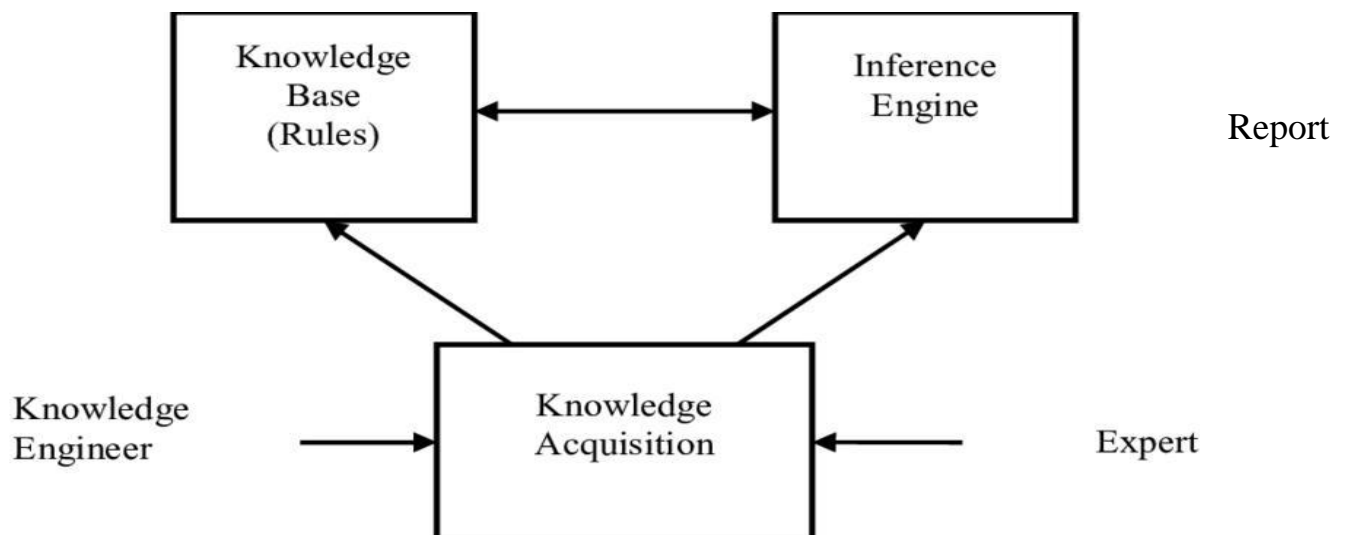 Knowledge
Base
(Rules)
Inference
Engine
Report
Knowledge
Engineer
Knowledge
Acquisition
Expert